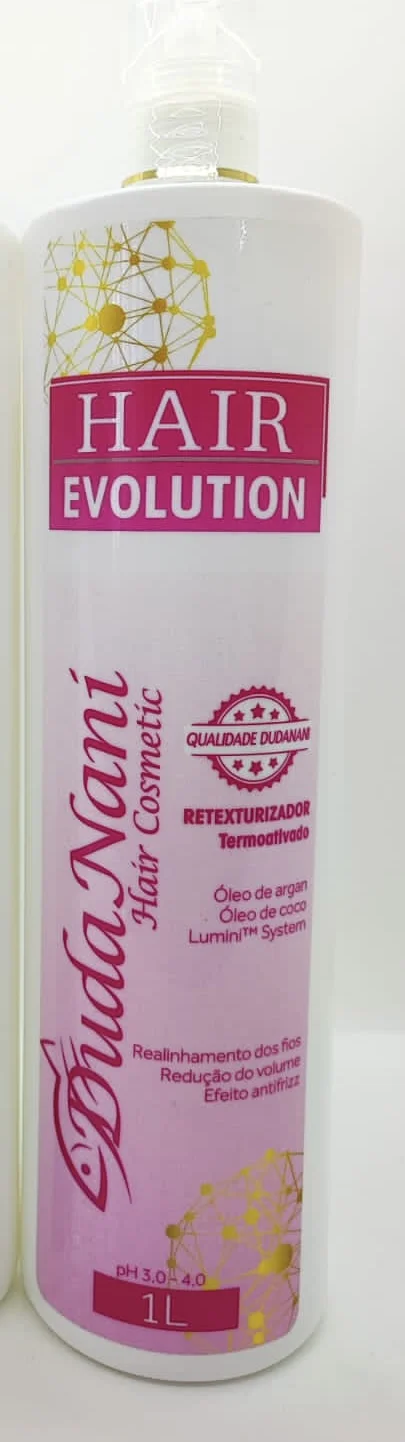 HAIR
EVOLUTION
DudaNani
Hair Cosmetic
QUALIDADE DUDANANI
RETEXTURIZADOR
Termoativado
Óleo de argan
Óleo de coco
Lumini™ System
Realinhamento dos fios
Redução do volume
Efeito antifrizz
pH 3.0 - 4.0
1L